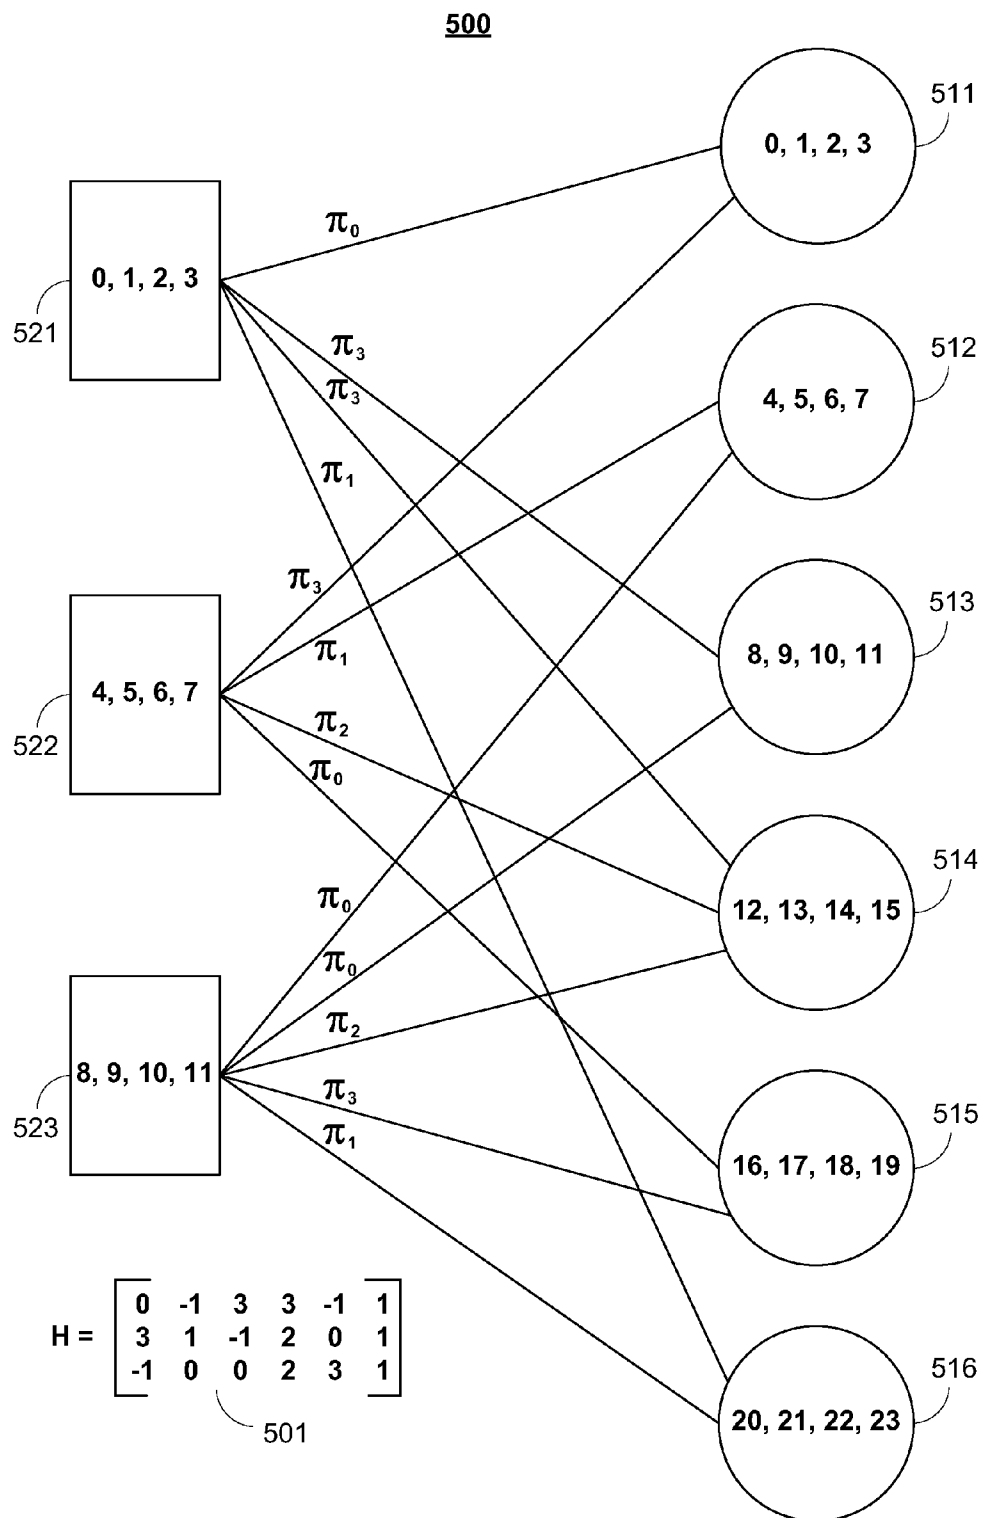 500
511
0, 1, 2, 3
π0
0, 1, 2, 3
521
512
4, 5, 6, 7
π3
π3
π1
π3
π1
513
8, 9, 10, 11
4, 5, 6, 7
522
π2
π0
514
12, 13, 14, 15
π0
π0
π2
8, 9, 10, 11
523
π3
π1
515
16, 17, 18, 19
H =
0 -1 3 3 -1 1
3 1 -1 2 0 1
-1 0 0 2 3 1
501
516
20, 21, 22, 23